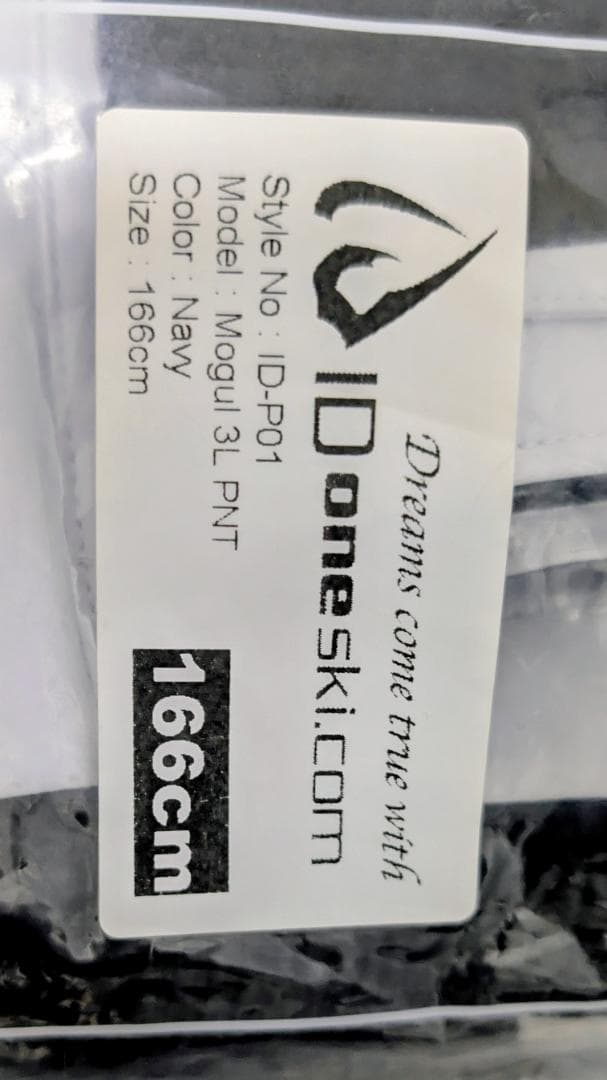 Dreams come true with
IDoneski.com
Style No : ID-P01
Model : Mogul 3L PNT
Color : Navy
Size : 166cm
166cm